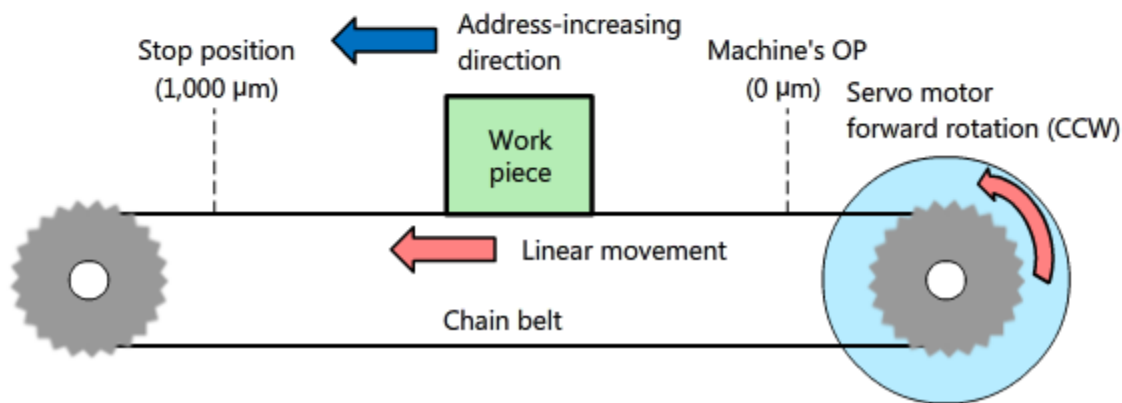 Stop position
(1,000 µm)
Address-increasing
direction
Machine's OP
(0 µm)
Servo motor
forward rotation (CCW)
Work
piece
Linear movement
Chain belt